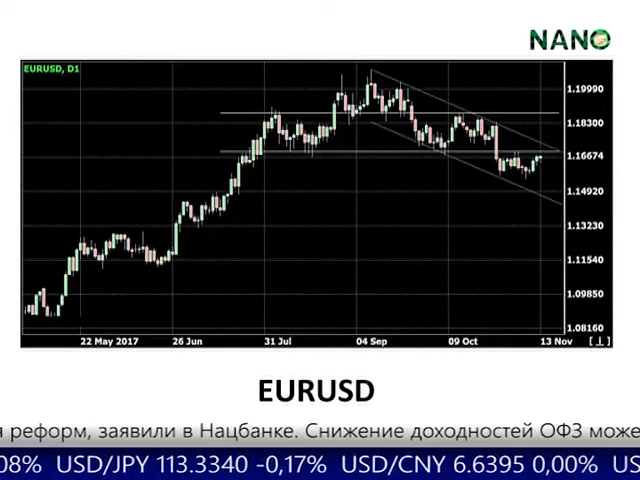 NANO
EURUSD, D1
1.19990
1.18300
1.16674
1.14920
1.13230
1.11540
1.09850
1.08160
22 May 2017 26 Jun 31 Jul 04 Sep 09 Oct 13 Nov
EURUSD
я реформ, заявили в Нацбанке. Снижение доходностей ОФЗ може
08% USD/JPY 113.3340 -0,17% USD/CNY 6.6395 0,00% US